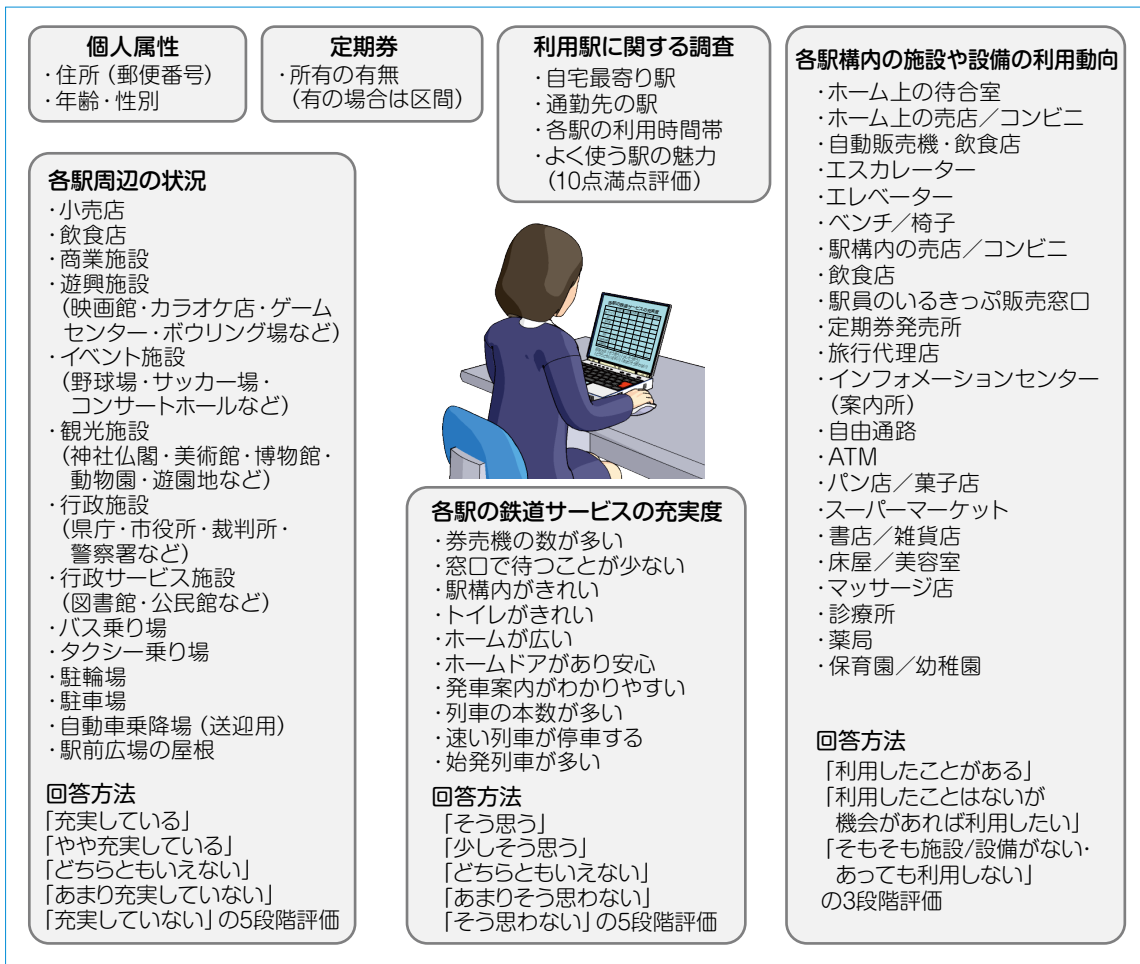 個人属性
・住所（郵便番号）
・年齢・性別
定期券
・所有の有無
（有の場合は区間）
利用駅に関する調査
・自宅最寄り駅
・通勤先の駅
・各駅の利用時間帯
・よく使う駅の魅力
（10点満点評価）
各駅周辺の状況
・小売店
・飲食店
・商業施設
・遊興施設
（映画館・カラオケ店・ゲーム
センター・ボウリング場など）
・イベント施設
（野球場・サッカー場・
コンサートホールなど）
・観光施設
（神社仏閣・美術館・博物館・
動物園・遊園地など）
・行政施設
（県庁・市役所・裁判所・
警察署など）
・行政サービス施設
（図書館・公民館など）
・バス乗り場
・タクシー乗り場
・駐輪場
・駐車場
・自動車乗降場（送迎用）
・駅前広場の屋根
回答方法
「充実している」
「やや充実している」
「どちらともいえない」
「あまり充実していない」
「充実していない」の5段階評価
各駅の鉄道サービスの充実度
・券売機の数が多い
・窓口で待つことが少ない
・駅構内がきれい
・トイレがきれい
・ホームが広い
・ホームドアがあり安心
・発車案内がわかりやすい
・列車の本数が多い
・速い列車が停車する
・始発列車が多い
回答方法
「そう思う」
「少しそう思う」
「どちらともいえない」
「あまりそう思わない」
「そう思わない」の5段階評価
各駅構内の施設や設備の利用動向
・ホーム上の待合室
・ホーム上の売店／コンビニ
・自動販売機・飲食店
・エスカレーター
・エレベーター
・ベンチ／椅子
・駅構内の売店／コンビニ
・飲食店
・駅員のいるきっぷ販売窓口
・定期券発売所
・旅行代理店
・インフォメーションセンター
（案内所）
・自由通路
・ATM
・パン店／菓子店
・スーパーマーケット
・書店／雑貨店
・床屋／美容室
・マッサージ店
・診療所
・薬局
・保育園／幼稚園
回答方法
「利用したことがある」
「利用したことはないが
機会があれば利用したい」
「そもそも施設/設備がない・
あっても利用しない」
の3段階評価